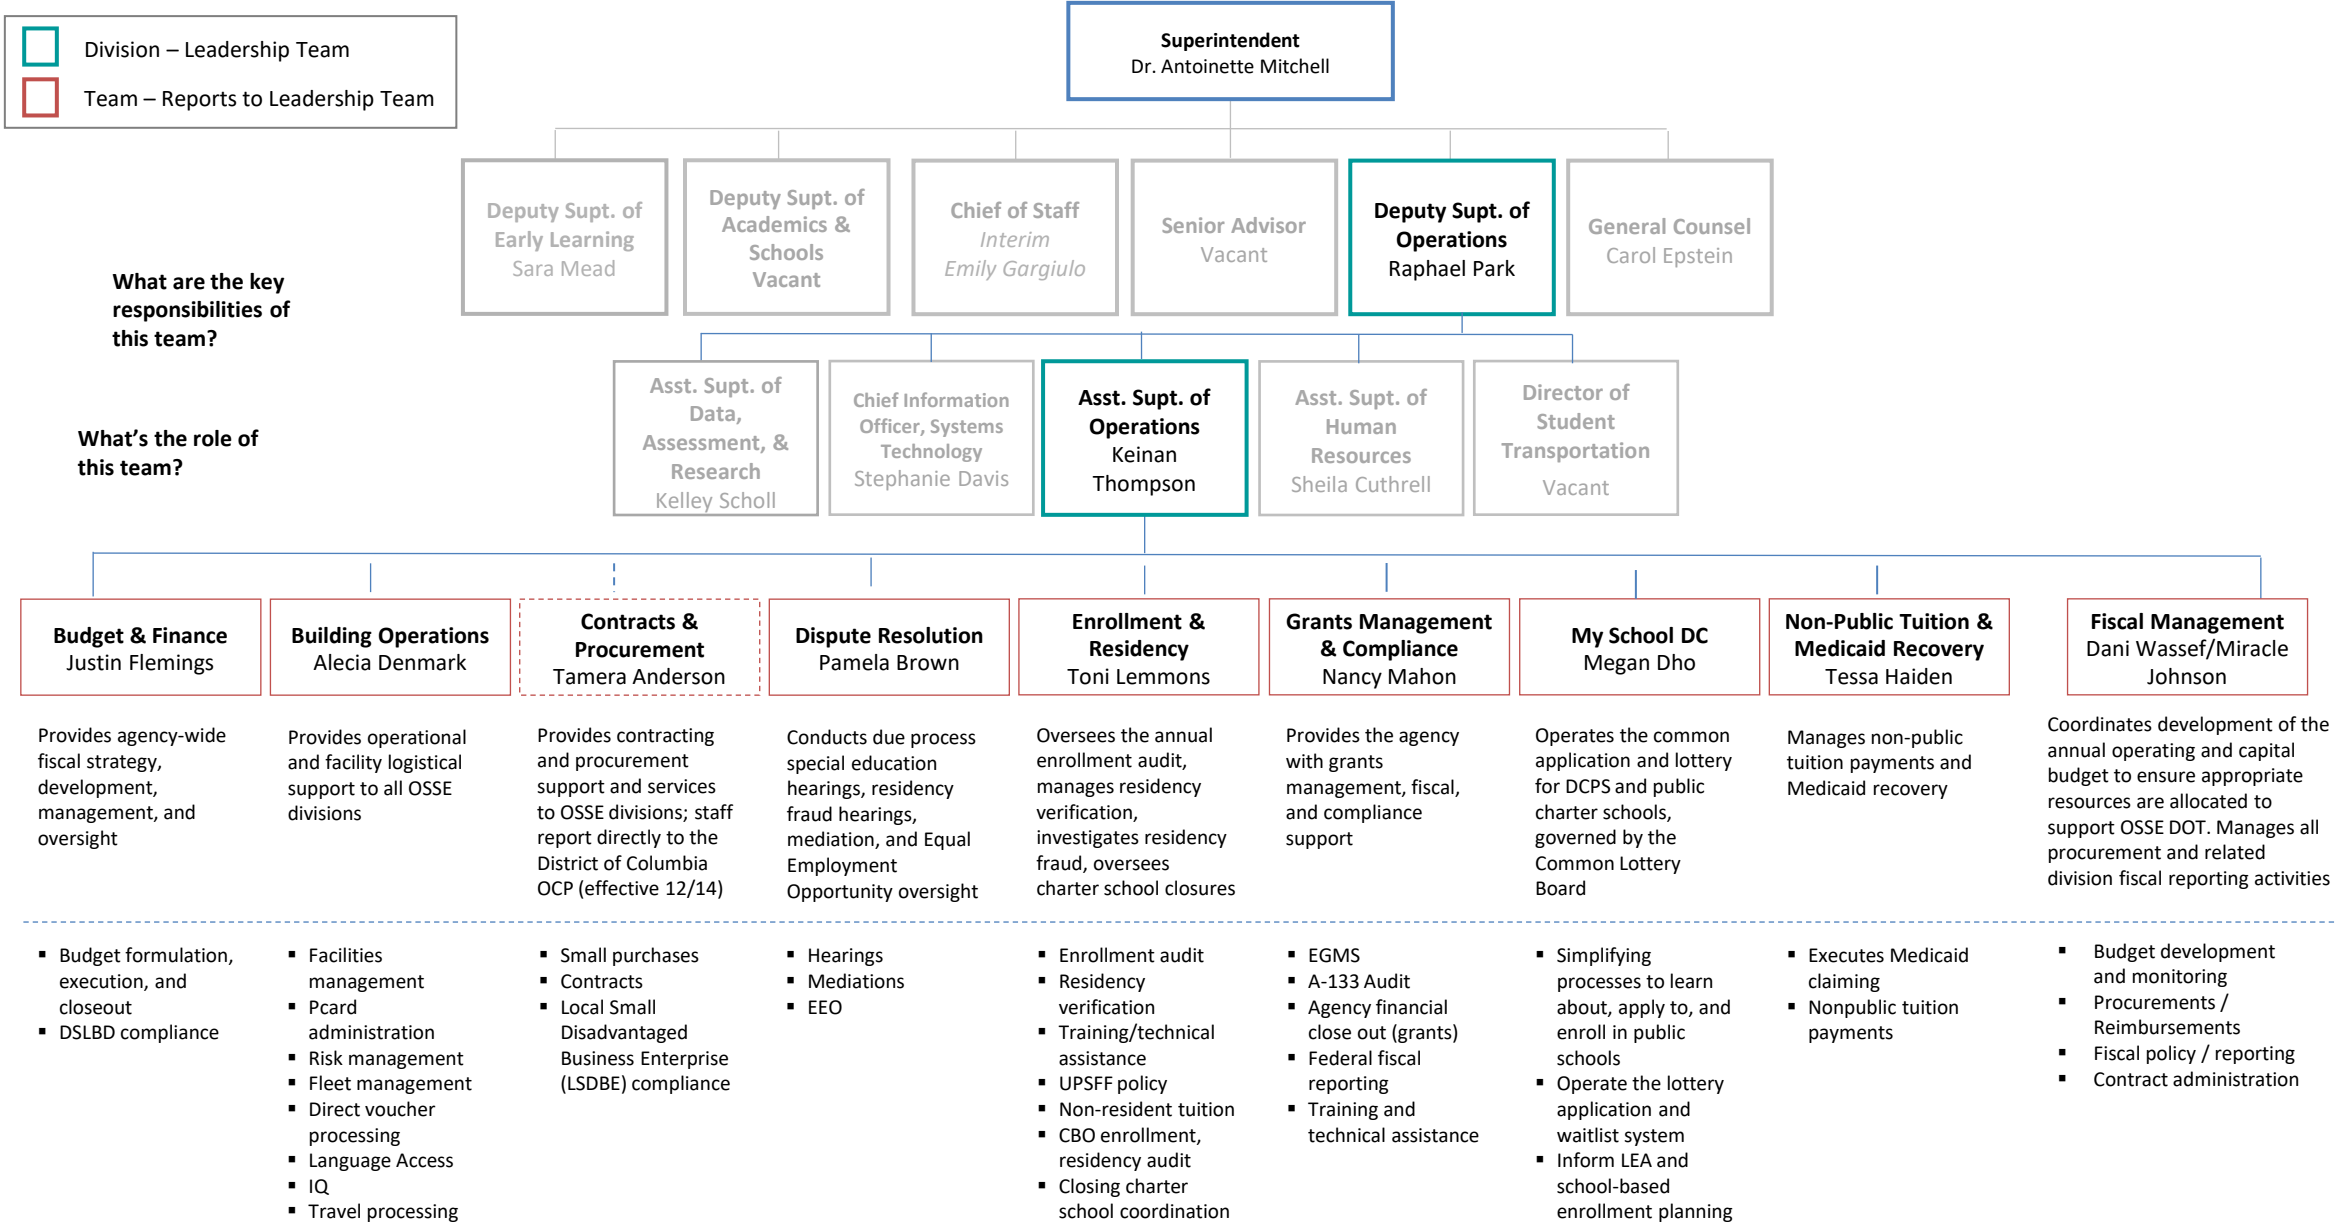 Division – Leadership Team
Team – Reports to Leadership Team
Superintendent
Dr. Antoinette Mitchell
Deputy Supt. of
Early Learning
Sara Mead
Deputy Supt. of
Academics &
Schools
Vacant
Chief of Staff
Interim
Emily Gargiulo
Senior Advisor
Vacant
Deputy Supt. of
Operations
Raphael Park
General Counsel
Carol Epstein
What are the key
responsibilities of
this team?
Asst. Supt. of
Data,
Assessment, &
Research
Kelley Scholl
Chief Information
Officer, Systems
Technology
Stephanie Davis
Asst. Supt. of
Operations
Keinan
Thompson
Asst. Supt. of
Human
Resources
Sheila Cuthrell
Director of
Student
Transportation
Vacant
What's the role of
this team?
Budget & Finance
Justin Flemings
Building Operations
Alecia Denmark
Contracts &
Procurement
Tamera Anderson
Dispute Resolution
Pamela Brown
Enrollment &
Residency
Toni Lemmons
Grants Management
& Compliance
Nancy Mahon
My School DC
Megan Dho
Non-Public Tuition &
Medicaid Recovery
Tessa Haiden
Fiscal Management
Dani Wassef/Miracle
Johnson
Provides agency-wide
fiscal strategy,
development,
management, and
oversight
Provides operational
and facility logistical
support to all OSSE
divisions
Provides contracting
and procurement
support and services
to OSSE divisions; staff
report directly to the
District of Columbia
OCP (effective 12/14)
Conducts due process
special education
hearings, residency
fraud hearings,
mediation, and Equal
Employment
Opportunity oversight
Oversees the annual
enrollment audit,
manages residency
verification,
investigates residency
fraud, oversees
charter school closures
Provides the agency
with grants
management, fiscal,
and compliance
support
Operates the common
application and lottery
for DCPS and public
charter schools,
governed by the
Common Lottery
Board
Manages non-public
tuition payments and
Medicaid recovery
Coordinates development of the
annual operating and capital
budget to ensure appropriate
resources are allocated to
support OSSE DOT. Manages all
procurement and related
division fiscal reporting activities
▪ Budget formulation,
execution, and
closeout
▪ DSLBD compliance
▪ Facilities
management
▪ Pcard
administration
▪ Risk management
▪ Fleet management
▪ Direct voucher
processing
▪ Language Access
▪ IQ
▪ Travel processing
▪ Small purchases
▪ Contracts
▪ Local Small
Disadvantaged
Business Enterprise
(LSDBE) compliance
▪ Hearings
▪ Mediations
▪ EEO
▪ Enrollment audit
▪ Residency
verification
▪ Training/technical
assistance
▪ UPSFF policy
▪ Non-resident tuition
▪ CBO enrollment,
residency audit
▪ Closing charter
school coordination
▪ EGMS
▪ A-133 Audit
▪ Agency financial
close out (grants)
▪ Federal fiscal
reporting
▪ Training and
technical assistance
▪ Simplifying
processes to learn
about, apply to, and
enroll in public
schools
▪ Operate the lottery
application and
waitlist system
▪ Inform LEA and
school-based
enrollment planning
▪ Executes Medicaid
claiming
▪ Nonpublic tuition
payments
▪ Budget development
and monitoring
▪ Procurements /
Reimbursements
▪ Fiscal policy / reporting
▪ Contract administration